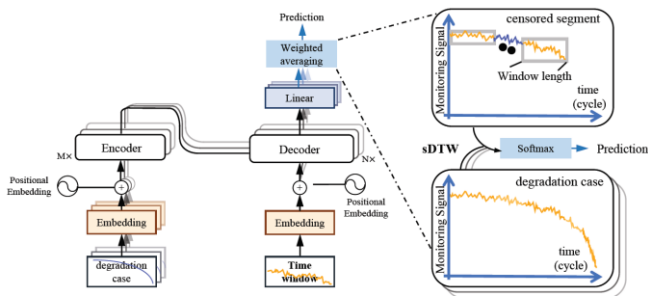 Prediction
Weighted
averaging
Linear
Encoder
M×
Decoder
N×
Positional
Embedding
Positional
Embedding
Embedding
Embedding
degradation
case
Time
window
censored segment
Monitoring Signal
Window length
time
(cycle)
sDTW
Softmax
Prediction
degradation case
Monitoring Signal
time
(cycle)